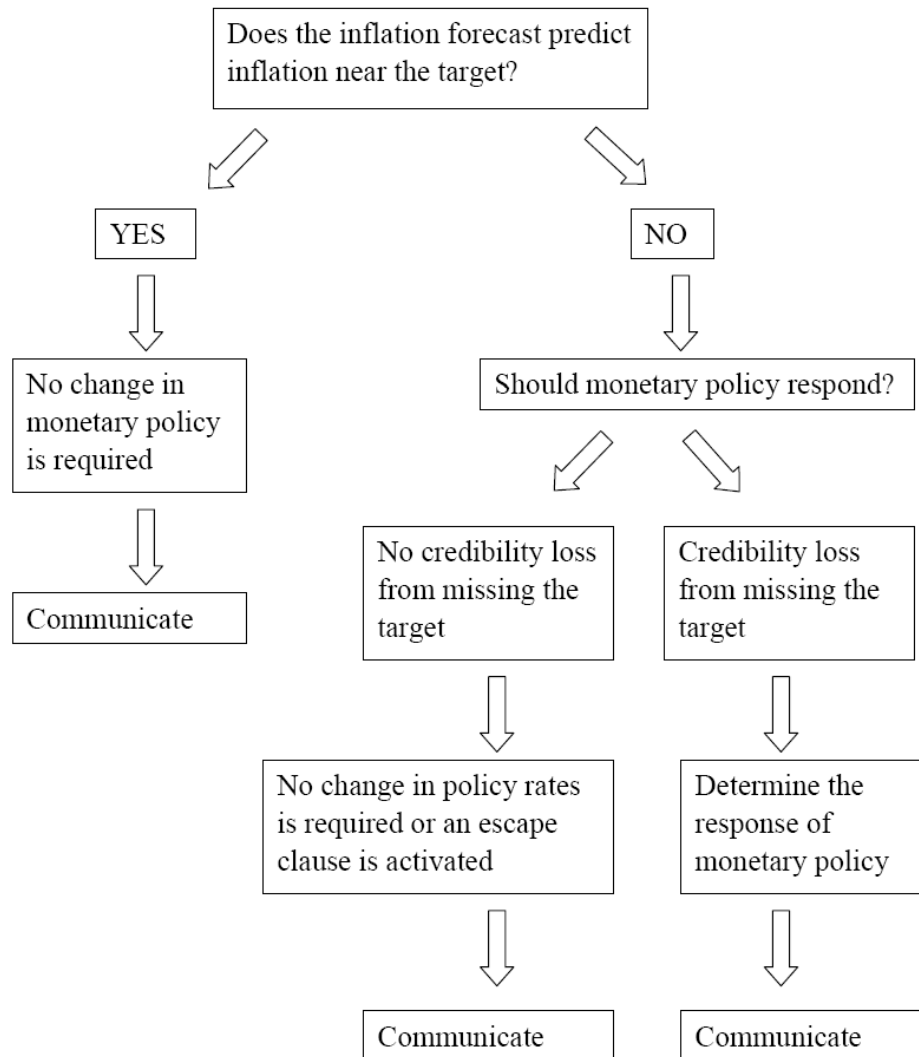 Does the inflation forecast predict
inflation near the target?
YES
NO
No change in
monetary policy
is required
Should monetary policy respond?
Communicate
No credibility loss
from missing the
target
Credibility loss
from missing the
target
No change in policy rates
is required or an escape
clause is activated
Determine the
response of
monetary policy
Communicate
Communicate